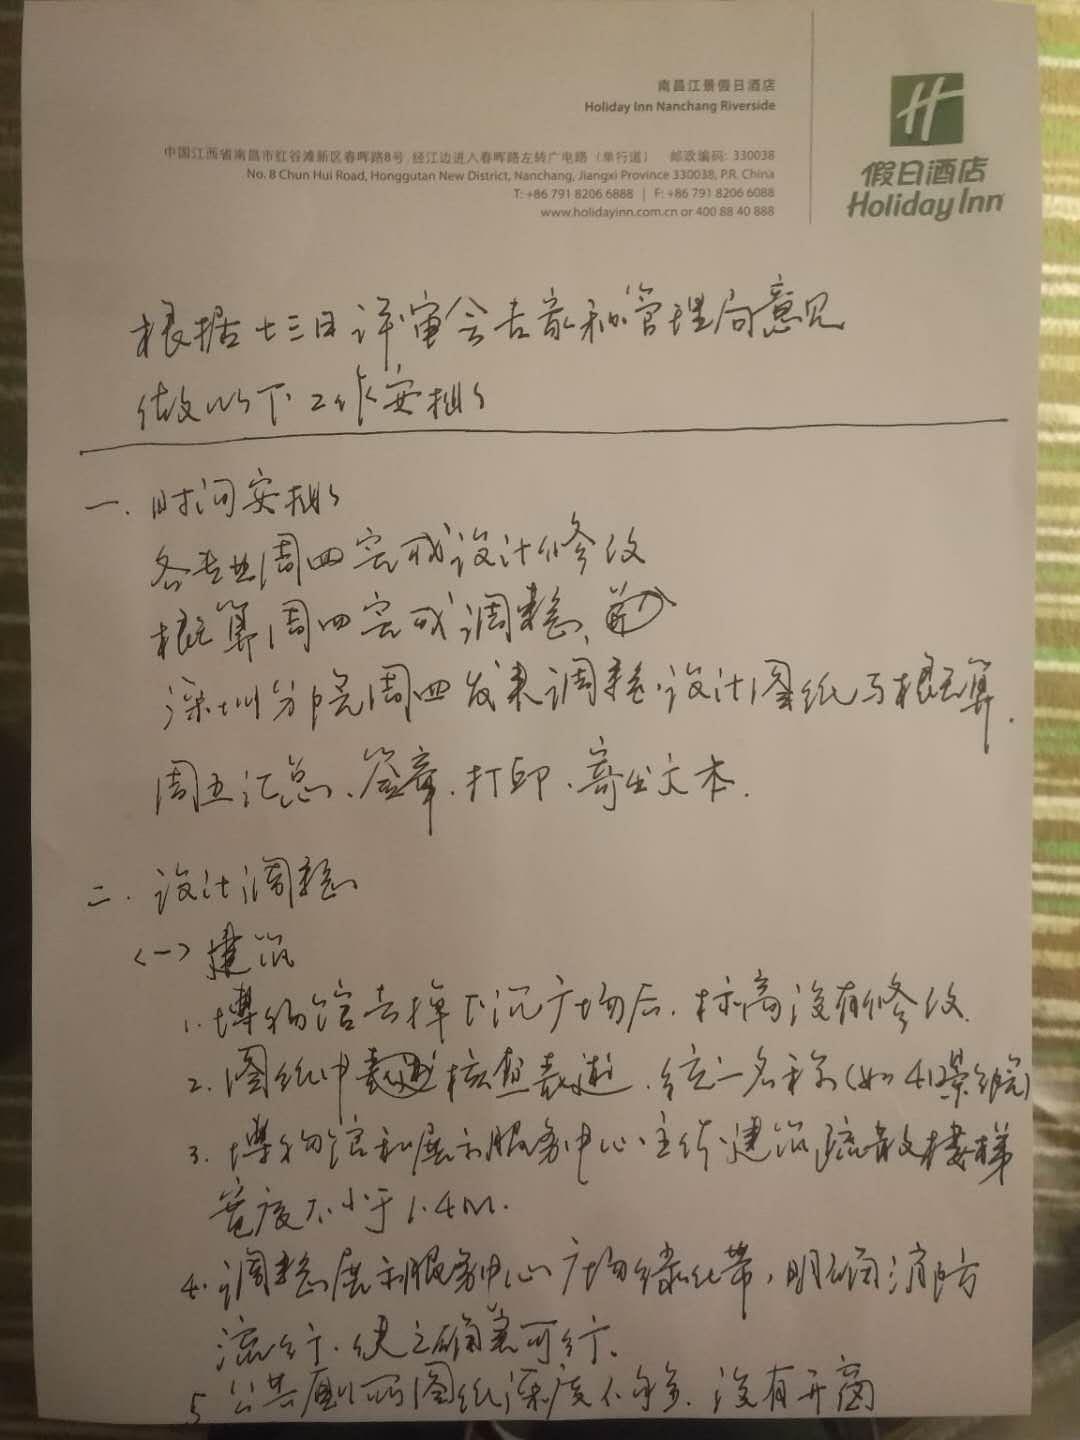 南昌江景假日酒店
Holiday Inn Nanchang Riverside
中国江西省南昌市红谷滩新区春晖路8号 经江边进入春晖路左转广电路（单行道） 邮政编码: 330038
No. 8 Chun Hui Road, Honggutan New District, Nanchang, Jiangxi Province 330038, P.R. China
T: +86 791 8206 6888 | F: +86 791 8206 6088
www.holidayinn.com.cn or 400 88 40 888
假日酒店
Holiday Inn
根据十三日评审会专家和管理局意见
做以下工作安排
一. 时间安排
各专业周四完成设计修改
概算周四完成调整、
深圳分院周四发来调整设计图纸与概算.
周五汇总、签章、打印、寄出文本.
二. 设计调整
(一) 建筑
1. 博物馆去掉下沉广场后, 标高没有修改.
2. 图纸中 核查表述, 统一名称(如
3. 博物馆和展示服务中心主体建筑疏散楼梯
宽度不小于1.4m.
4. 调整展示服务中心广场绿化带, 明确消防
流线
5 公共厕所图纸深度不够. 没有开窗